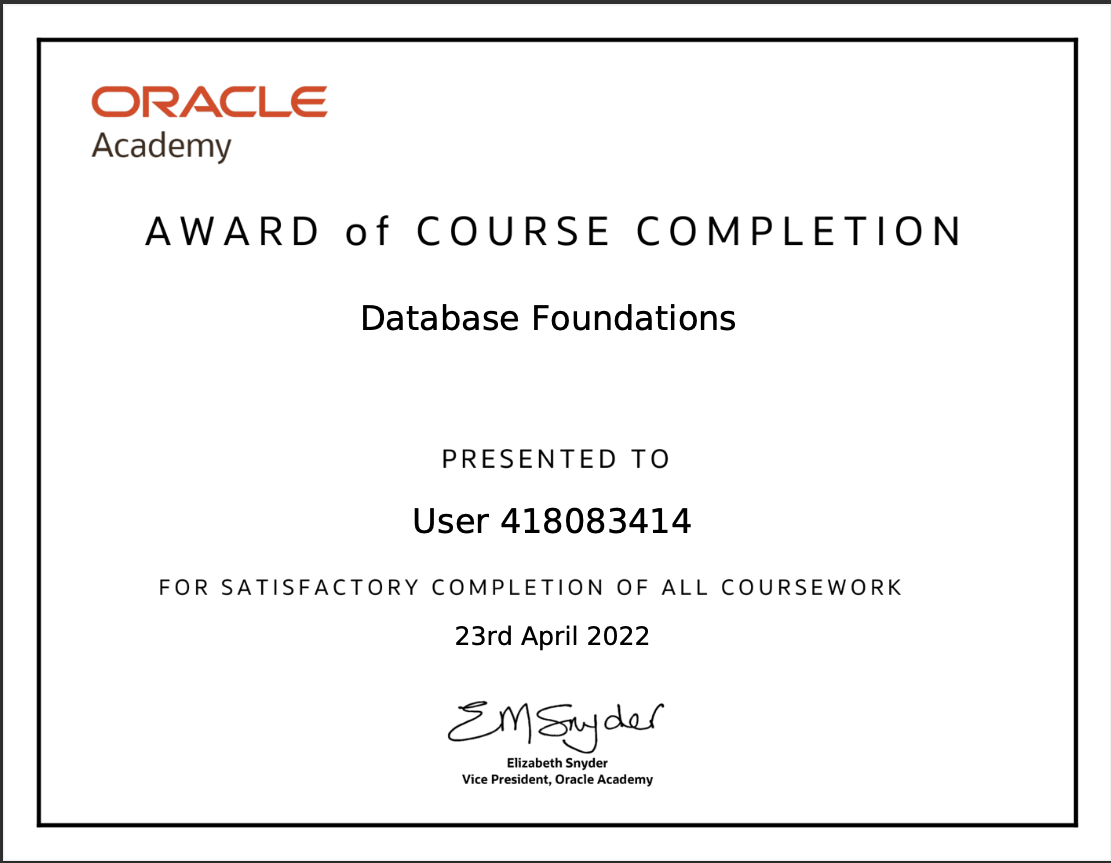 ORACLE
Academy
AWARD of COURSE COMPLETION
Database Foundations
PRESENTED TO
User 418083414
FOR SATISFACTORY COMPLETION OF ALL COURSEWORK
23rd April 2022
EMSnyder
Elizabeth Snyder
Vice President, Oracle Academy